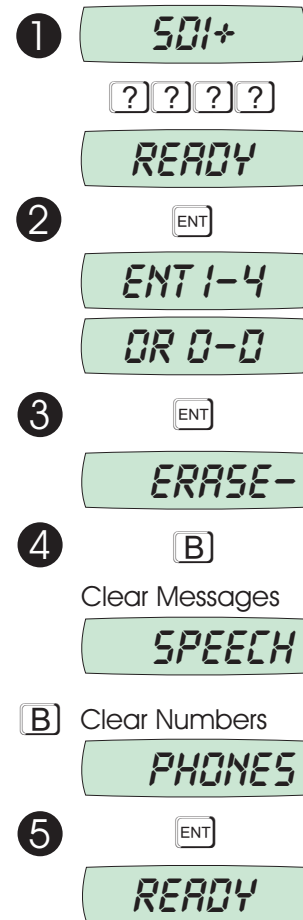 1 SD1+
? ? ? ?
READY
2 ENT
ENT 1-4
OR 0-0
3 ENT
ERASE-
4 B
Clear Messages
SPEECH
B Clear Numbers
PHONES
5 ENT
READY